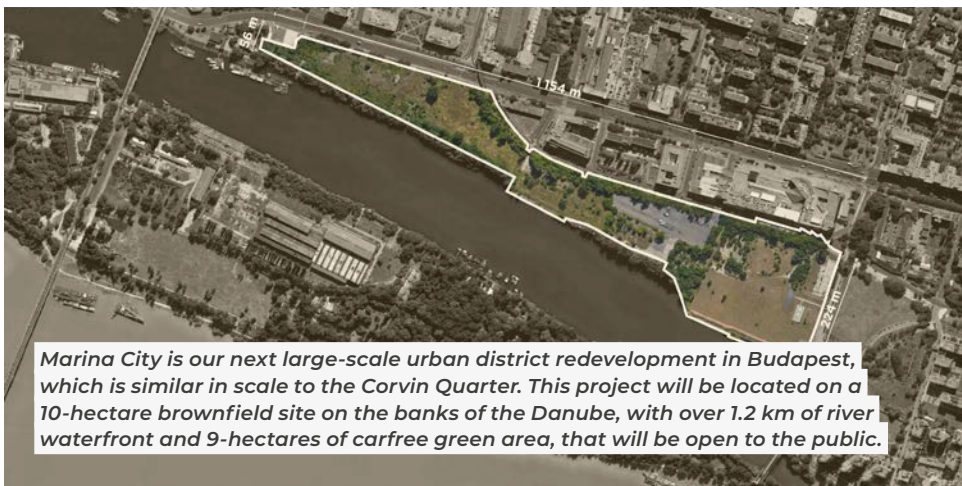 56 m
1 154 m
224 m
Marina City is our next large-scale urban district redevelopment in Budapest,
which is similar in scale to the Corvin Quarter. This project will be located on a
10-hectare brownfield site on the banks of the Danube, with over 1.2 km of river
waterfront and 9-hectares of carfree green area, that will be open to the public.